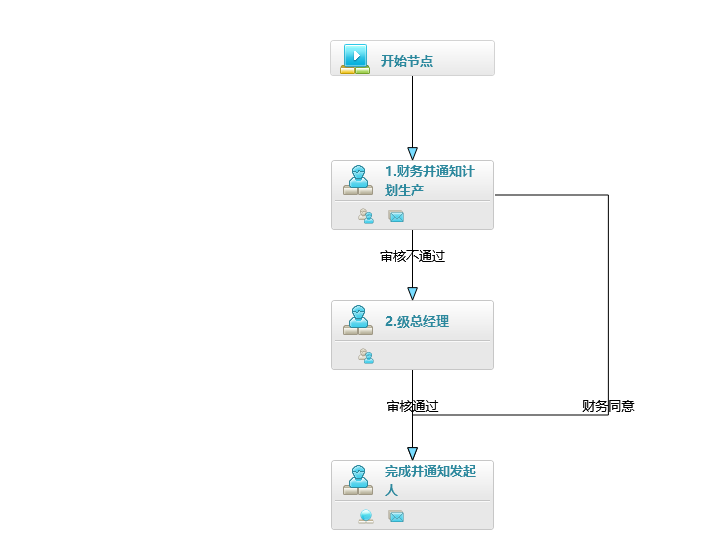 开始节点
1.财务并通知计
划生产
审核不通过
2.级总经理
审核通过
财务同意
完成并通知发起
人